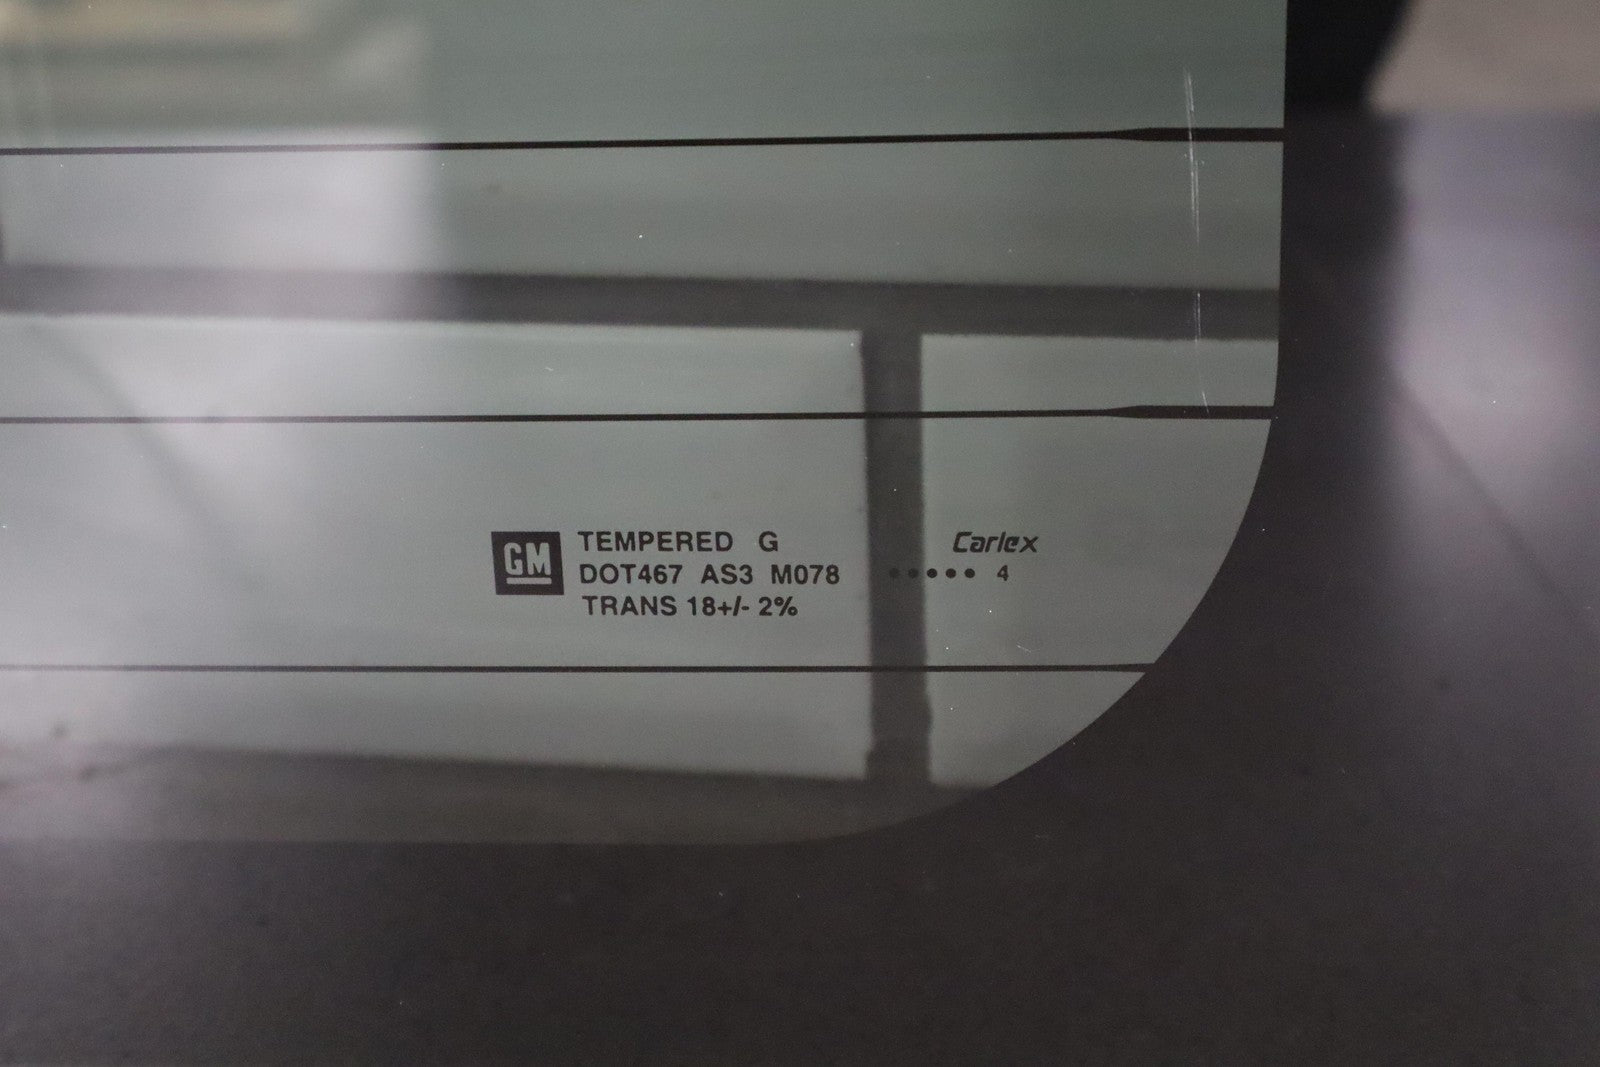 GM
TEMPERED G
DOT467 AS3 M078
TRANS 18+/- 2%
Carlex
••••• 4